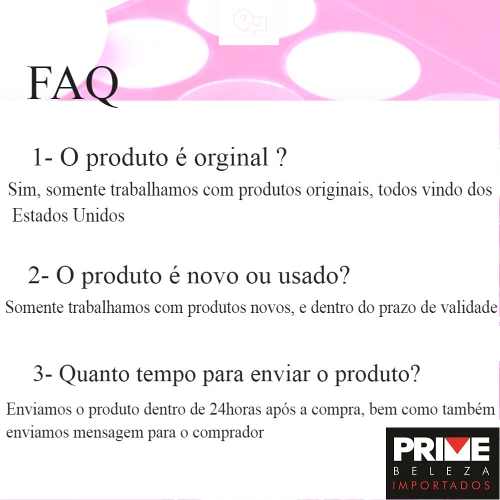 FAQ
1- O produto é orginal ?
Sim, somente trabalhamos com produtos originais, todos vindo dos
Estados Unidos
2- O produto é novo ou usado?
Somente trabalhamos com produtos novos, e dentro do prazo de validade
3- Quanto tempo para enviar o produto?
Enviamos o produto dentro de 24horas após a compra, bem como também
enviamos mensagem para o comprador
PRIME
BELEZA
IMPORTADOS